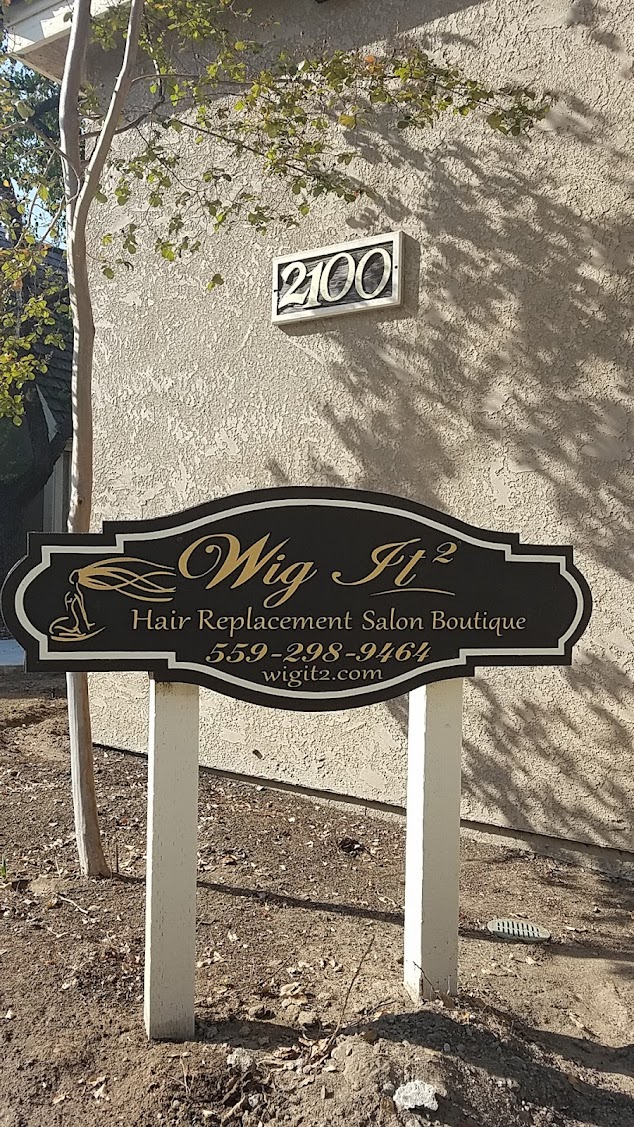 2100
Wig It²
Hair Replacement Salon Boutique
559-298-9464
wigit2.com